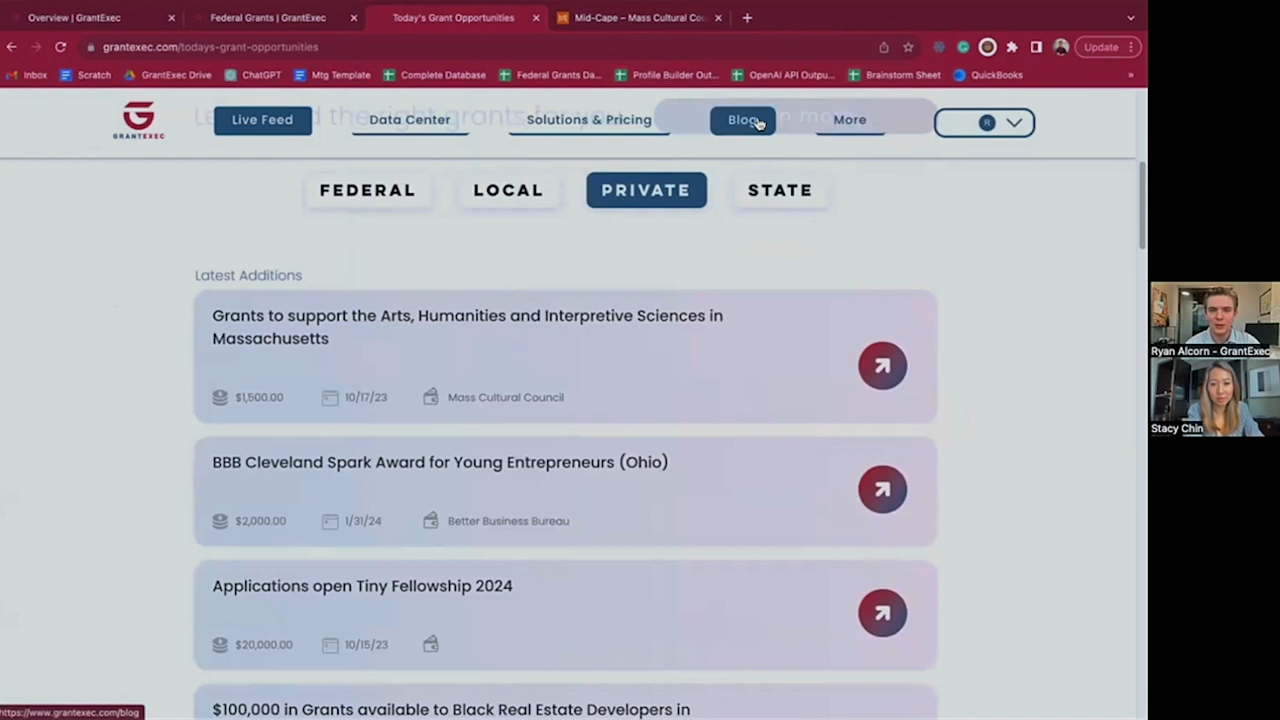 Overview | GrantExec
Federal Grants | GrantExec
Today's Grant Opportunities
Mid-Cape – Mass Cultural Cou
grantexec.com/todays-grant-opportunities
Update
Inbox
Scratch
GrantExec Drive
ChatGPT
Mtg Template
Complete Database
Federal Grants Da...
Profile Builder Out...
OpenAI API Outpu...
Brainstorm Sheet
QuickBooks
»
GRANTEXEC
Live Feed
Data Center
Solutions & Pricing
Blog
More
R
FEDERAL
LOCAL
PRIVATE
STATE
Latest Additions
Grants to support the Arts, Humanities and Interpretive Sciences in
Massachusetts
$1,500.00
10/17/23
Mass Cultural Council
BBB Cleveland Spark Award for Young Entrepreneurs (Ohio)
$2,000.00
1/31/24
Better Business Bureau
Applications open Tiny Fellowship 2024
$20,000.00
10/15/23
$100,000 in Grants available to Black Real Estate Developers in
https://www.grantexec.com/blog
Ryan Alcorn - GrantExec
Stacy Chin